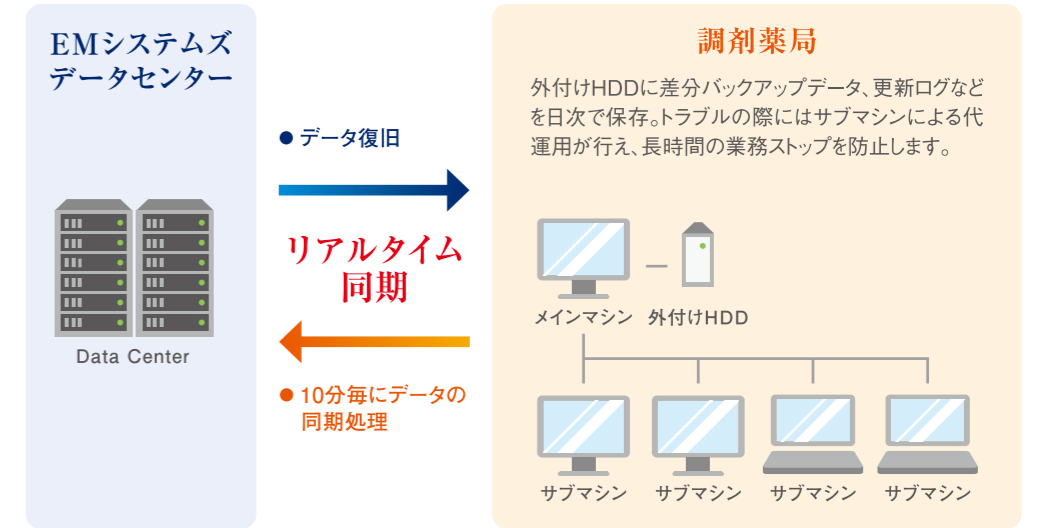 EMシステムズ
データセンター
Data Center
● データ復旧
リアルタイム
同期
● 10分毎にデータの
同期処理
調剤薬局
外付けHDDに差分バックアップデータ、更新ログなど
を日次で保存。トラブルの際にはサブマシンによる代
運用が行え、長時間の業務ストップを防止します。
メインマシン 外付けHDD
サブマシン サブマシン サブマシン サブマシン